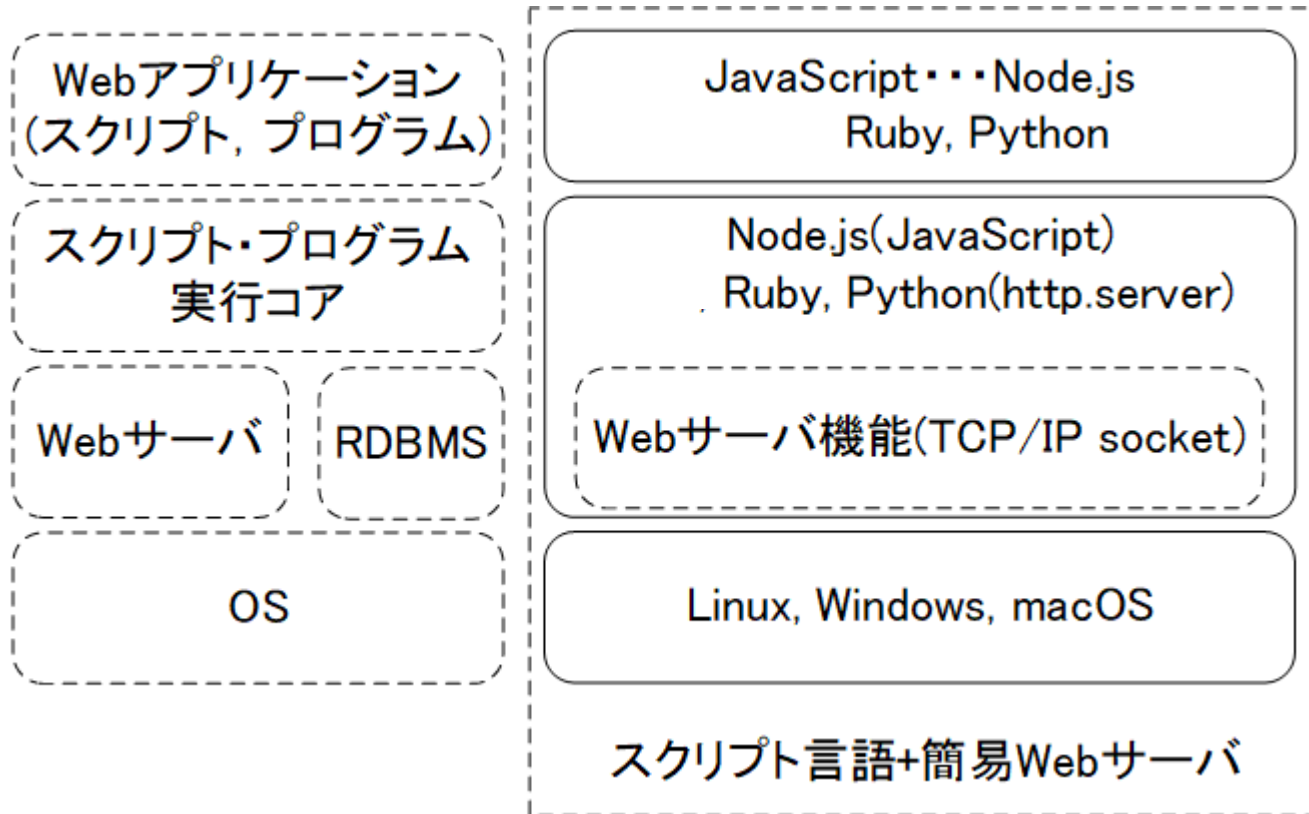 Webアプリケーション
(スクリプト, プログラム)
スクリプト・プログラム
実行コア
Webサーバ
RDBMS
OS
JavaScript・・・Node.js
Ruby, Python
Node.js(JavaScript)
Ruby, Python(http.server)
Webサーバ機能(TCP/IP socket)
Linux, Windows, macOS
スクリプト言語+簡易Webサーバ